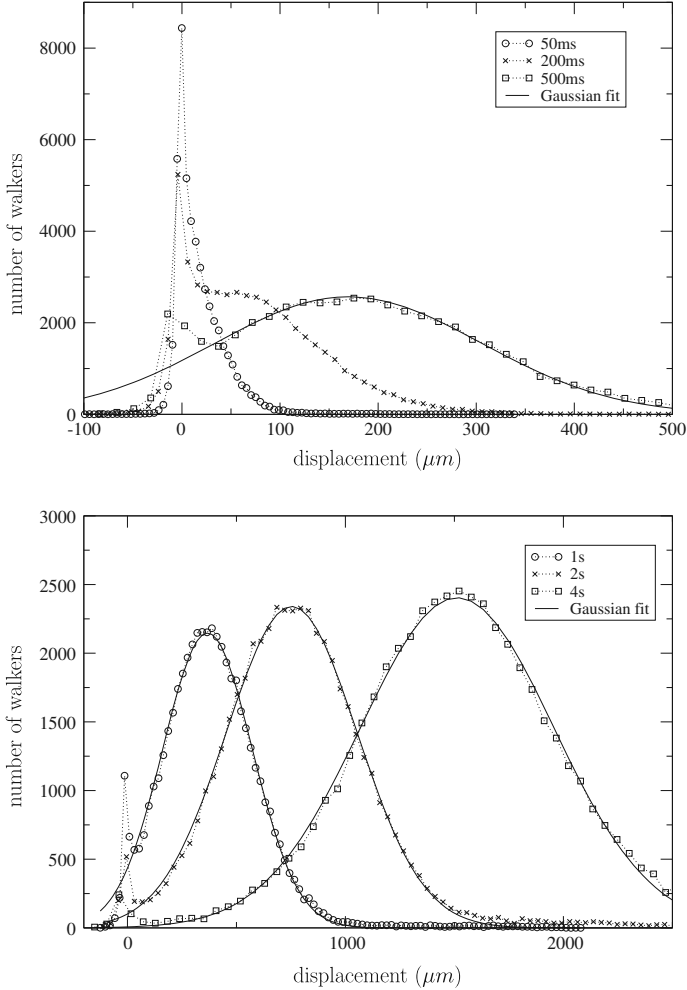 8000
6000
4000
2000
0
number of walkers
50ms
200ms
500ms
Gaussian fit
-100 0 100 200 300 400 500
displacement (μm)
3000
2500
2000
1500
1000
500
0
number of walkers
1s
2s
4s
Gaussian fit
0 1000 2000
displacement (μm)